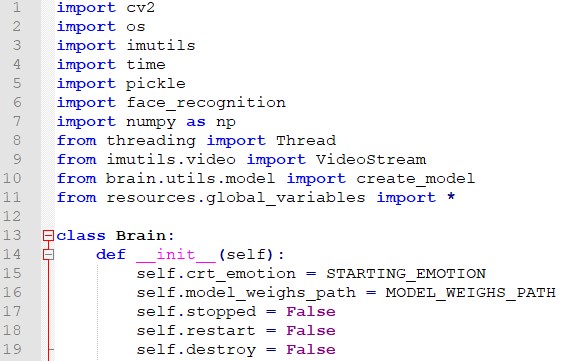 1 import cv2
2 import os
3 import imutils
4 import time
5 import pickle
6 import face_recognition
7 import numpy as np
8 from threading import Thread
9 from imutils.video import VideoStream
10 from brain.utils.model import create_model
11 from resources.global_variables import *
12
13 class Brain:
14     def __init__(self):
15         self.crt_emotion = STARTING_EMOTION
16         self.model_weighs_path = MODEL_WEIGHS_PATH
17         self.stopped = False
18         self.restart = False
19         self.destroy = False